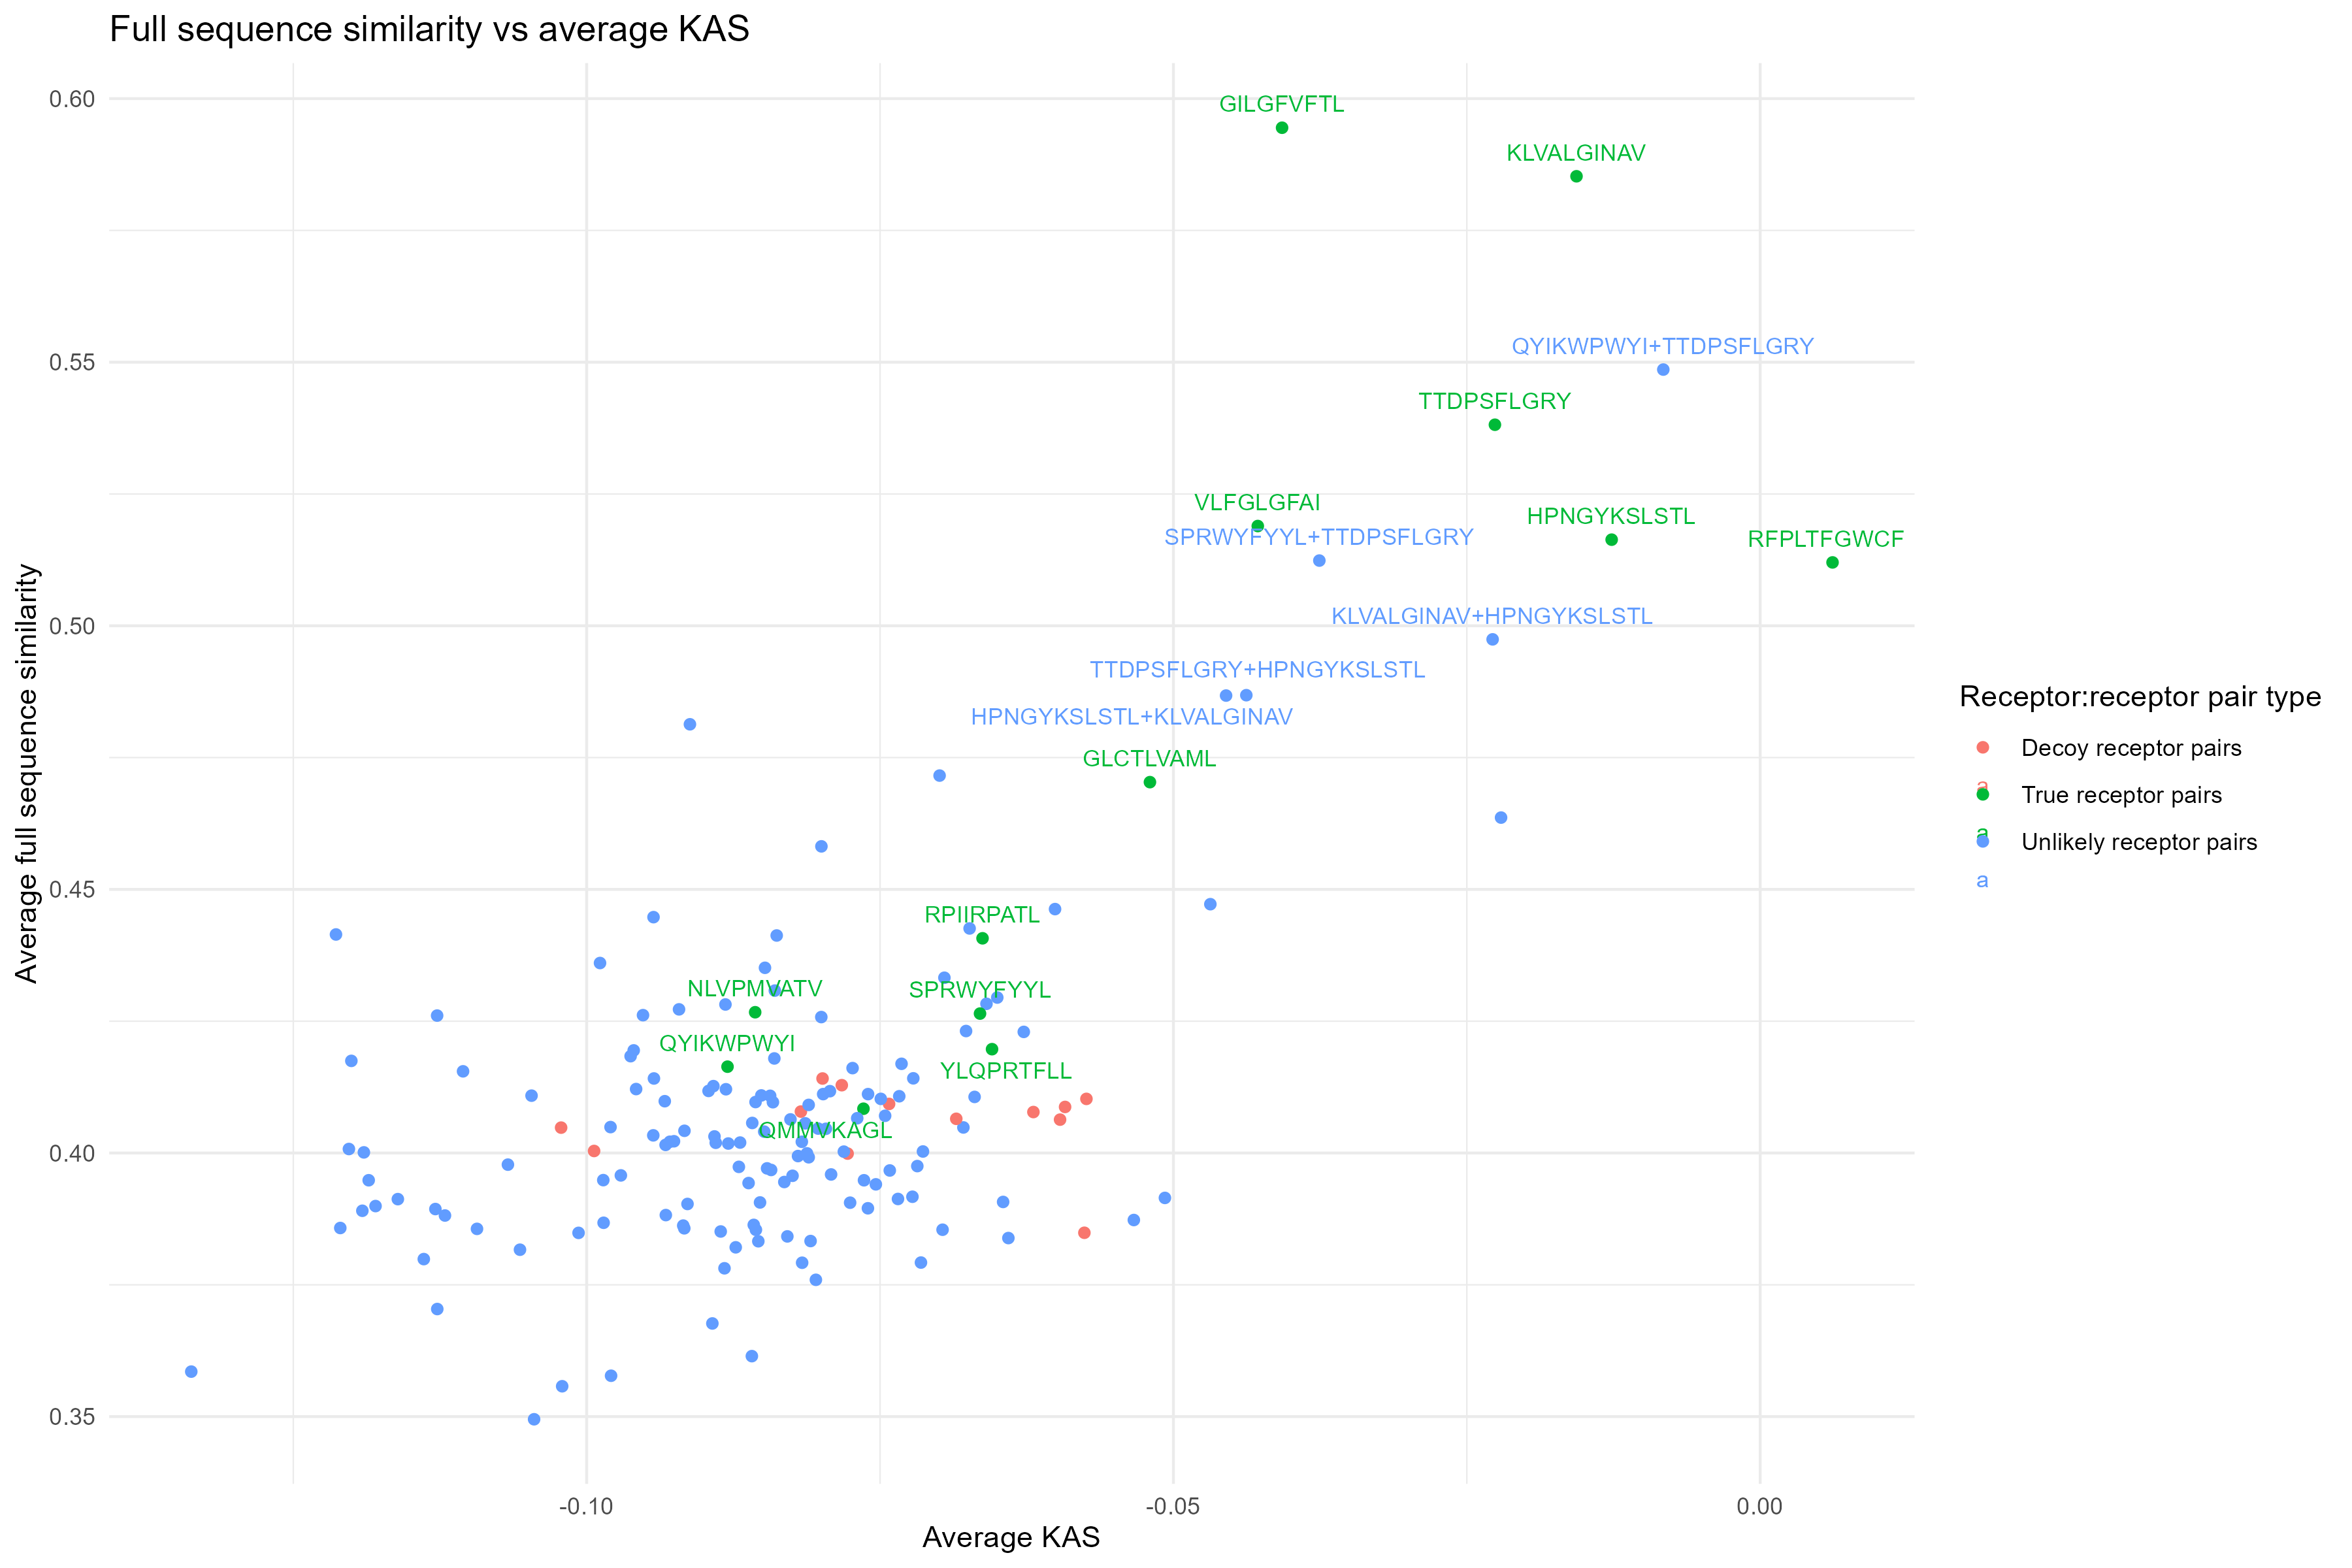 Full sequence similarity vs average KAS
0.60
0.55
0.50
0.45
0.40
0.35
Average full sequence similarity
GILGFVFTL
KLVALGINAV
QYIKWPWYI+TTDPSFLGRY
TTDPSFLGRY
VLFGLGFAI
HPNGYKSLSTL
SPRWYFYYL+TTDPSFLGRY
RFPLTFGWCF
KLVALGINAV+HPNGYKSLSTL
TTDPSFLGRY+HPNGYKSLSTL
HPNGYKSLSTL+KLVALGINAV
GLCTLVAML
RPIIRPATL
NLVPMVATV
SPRWYFYYL
QYIKWPWYI
YLQPRTFLL
QMMVKAGL
-0.10
-0.05
0.00
Average KAS
Receptor:receptor pair type
Decoy receptor pairs
a
True receptor pairs
a
Unlikely receptor pairs
a